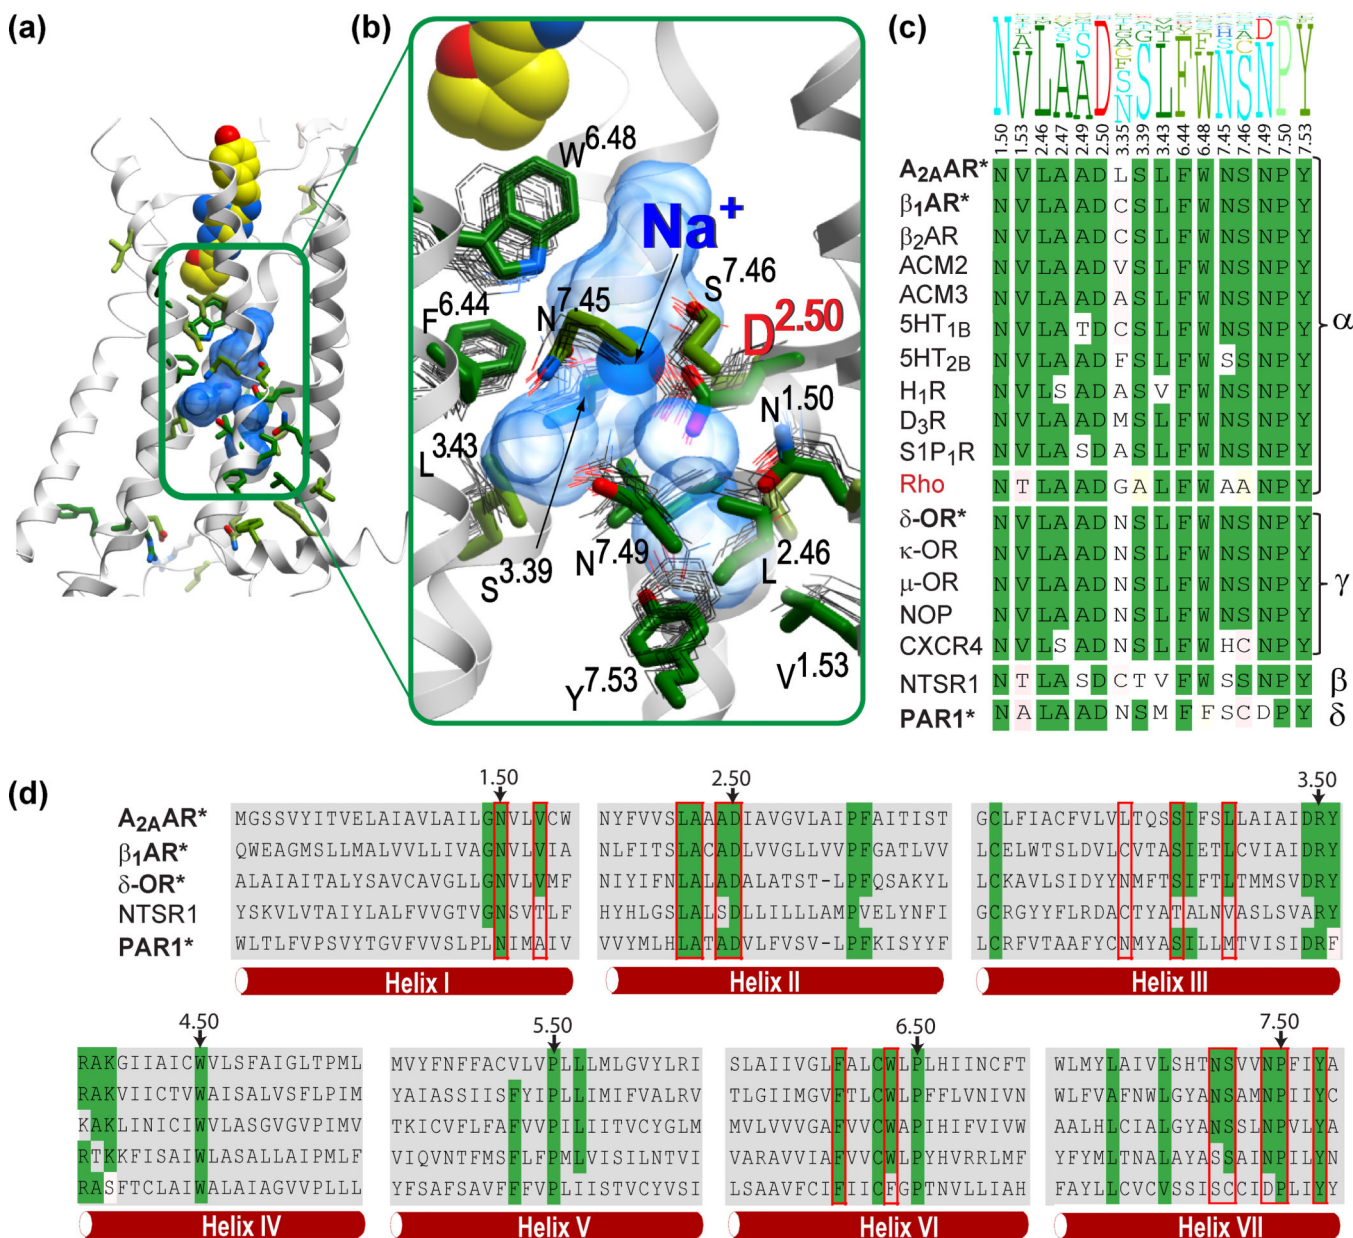 (a)
(b)
(c)
W6.48
Na+
S7.46
F6.44
N7.45
D2.50
N1.50
L3.43
S3.39
N7.49
L2.46
Y7.53
V1.53
1.50 1.53 2.46 2.47 2.49 2.50 3.35 3.39 3.43 6.44 6.48 7.45 7.46 7.49 7.50 7.53
A2AAR* N V L A A D L S L F W N S N P Y
β1AR* N V L A A D C S L F W N S N P Y
β2AR N V L A A D C S L F W N S N P Y
ACM2 N V L A A D V S L F W N S N P Y
ACM3 N V L A A D A S L F W N S N P Y
5HT1B N V L A T D C S L F W N S N P Y
5HT2B N V L A A D F S L F W S S N P Y
H1R N V L S A D A S V F W N S N P Y
D3R N V L A A D M S L F W N S N P Y
S1P1R N V L A S D A S L F W N S N P Y
α
Rho N T L A A D G A L F W A A N P Y
δ-OR* N V L A A D N S L F W N S N P Y
κ-OR N V L A A D N S L F W N S N P Y
μ-OR N V L A A D N S L F W N S N P Y
NOP N V L A A D N S L F W N S N P Y
CXCR4 N V L S A D N S L F W H C N P Y
γ
NTSR1 N T L A S D C T V F W S S N P Y β
PAR1* N A L A A D N S M F F S C D P Y δ
(d)
1.50 2.50 3.50
A2AAR* MGSSVYITVELAIAVLAILGNVLVCW NYFVVSLAAADIAVGVLAIPFAITIST GCLFIACFVLVLTQSSIFSLLAIAIDRY
β1AR* QWEAGMSLLMALVVLLIVAGNVLVIA NLFITSLACADLVVGLLVVPFGATLVV LCELWTSLDVLCVTASIETLCVIAIDRY
δ-OR* ALAIAITALYSAVCAVGLLGNVLVMF NIYIFNLALADALATST-LPFQSAKYL LCKAVLSIDYYNMFTSIFTLTMMSVDRY
NTSR1 YSKVLVTAIYLALFVVGTVGNSVTLF HYHLGSLALSDLLILLLAMPVELYNFI GCRGYYFLRDACTYATALNVASLSVARY
PAR1* WLTLFVPSVYTGVFVVSLPLNIMAIV VVYMLHLATADVLFVSV-LPFKISYYF LCRFVTAAFYCNMYASILLMTVISIDRF
Helix I Helix II Helix III
4.50 5.50 6.50 7.50
RAKGIIAICWVLSFAIGLTPML MVYFNFFACVLVPLLLMLGVYLRI SLAIIVGLFALCWLPLHIINCFT WLMYLAIVLSHTNSVVNPFIYA
RAKVIICTVWAISALVSFLPIM YAIASSIISFYIPLLIMIFVALRV TLGIIMGVFTLCWLPFFLVNIVN WLFVAFNWLGYANSAMNPIIYC
KAKLINICIWVLASGVGVPIMV TKICVFLFAFVVPILIITVCYGLM MVLVVVGAFVVCWAPIHIFVIVW AALHLCIALGYANSSLNPVLYA
RTKKFISAIWLASALLAIPMLF VIQVNTFMSFLFPMLVISILNTVI VARAVVIAFVVCWLPYHVRRLMF FYMLTNALAYASSAINPILYN
RASFTCLAIWALAIAGVVPLLL YFSAFSAVFFFVPLIISTVCYVSI LSAAVFCIFIICFGPTNVLLIAH FAYLLCVCVSSISCCIDPLIYY
Helix IV Helix V Helix VI Helix VII